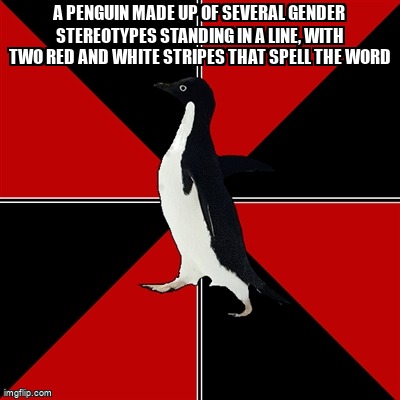 A PENGUIN MADE UP OF SEVERAL GENDER
STEREOTYPES STANDING IN A LINE, WITH
TWO RED AND WHITE STRIPES THAT SPELL THE WORD
imgflip.com